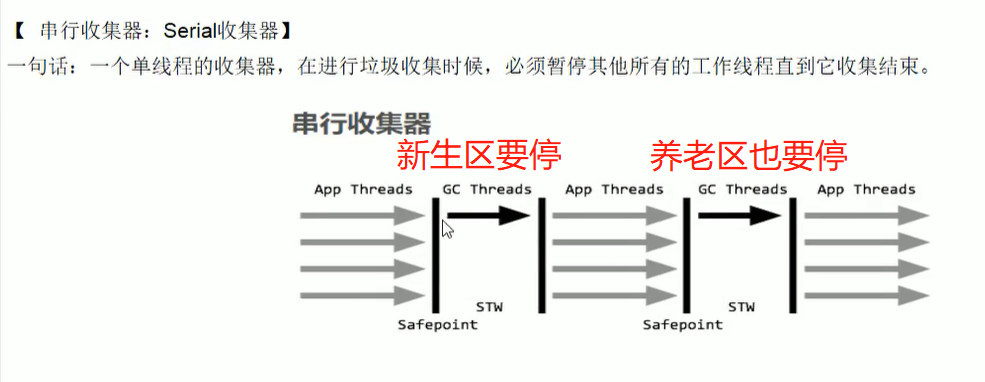 【 串行收集器：Serial收集器】
一句话：一个单线程的收集器，在进行垃圾收集时候，必须暂停其他所有的工作线程直到它收集结束。
串行收集器
新生区要停 养老区也要停
App Threads GC Threads App Threads GC Threads App Threads
STW STW
Safepoint Safepoint